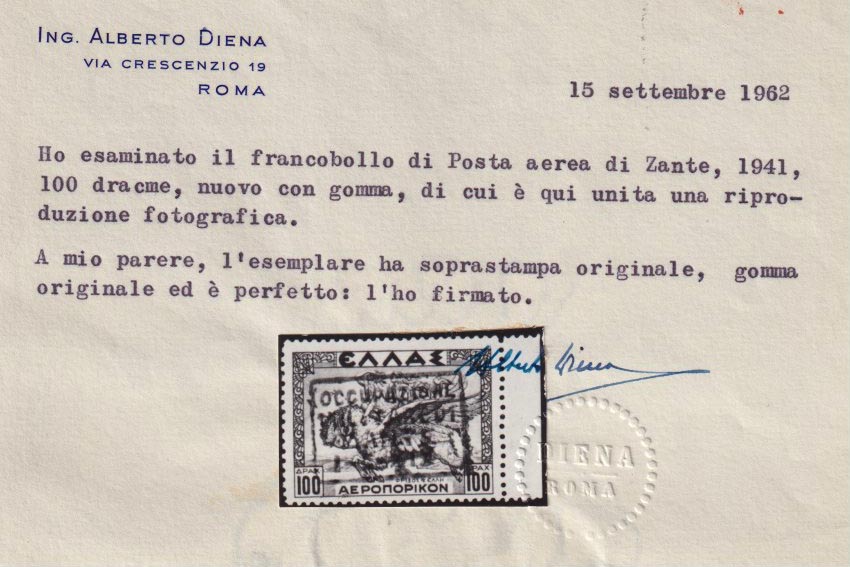 ING. ALBERTO DIENA
VIA CRESCENZIO 19
ROMA
15 settembre 1962
Ho esaminato il francobollo di Posta aerea di Zante, 1941,
100 dracme, nuovo con gomma, di cui è qui unita una ripro-
duzione fotografica.
A mio parere, l'esemplare ha soprastampa originale, gomma
originale ed è perfetto: l'ho firmato.
Alberto Diena
ΕΛΛΑΣ
OCCUPAZIONE
ΔΡΑΧ ΔΡΑΧ
100 100
ΑΕΡΟΠΟΡΙΚΟΝ
DIENA
ROMA